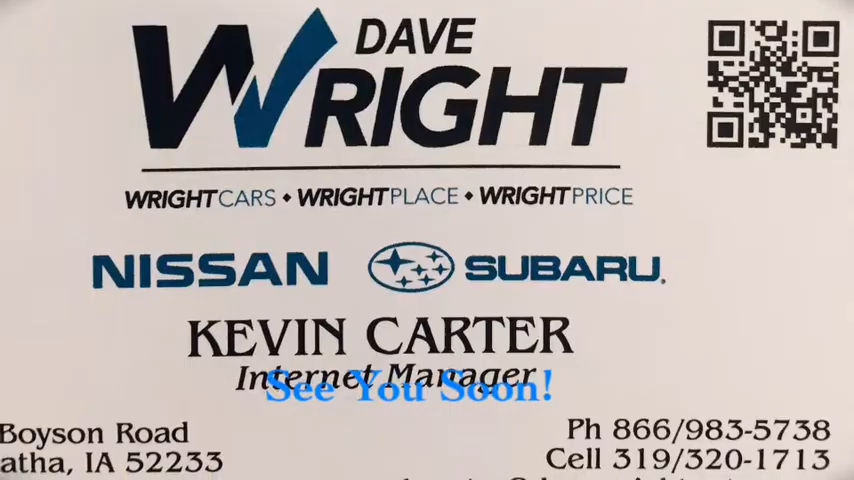 DAVE
WRIGHT
WRIGHTCARS • WRIGHTPLACE • WRIGHTPRICE
NISSAN SUBARU.
KEVIN CARTER
Internet Manager
See You Soon!
Boyson Road
atha, IA 52233
Ph 866/983-5738
Cell 319/320-1713